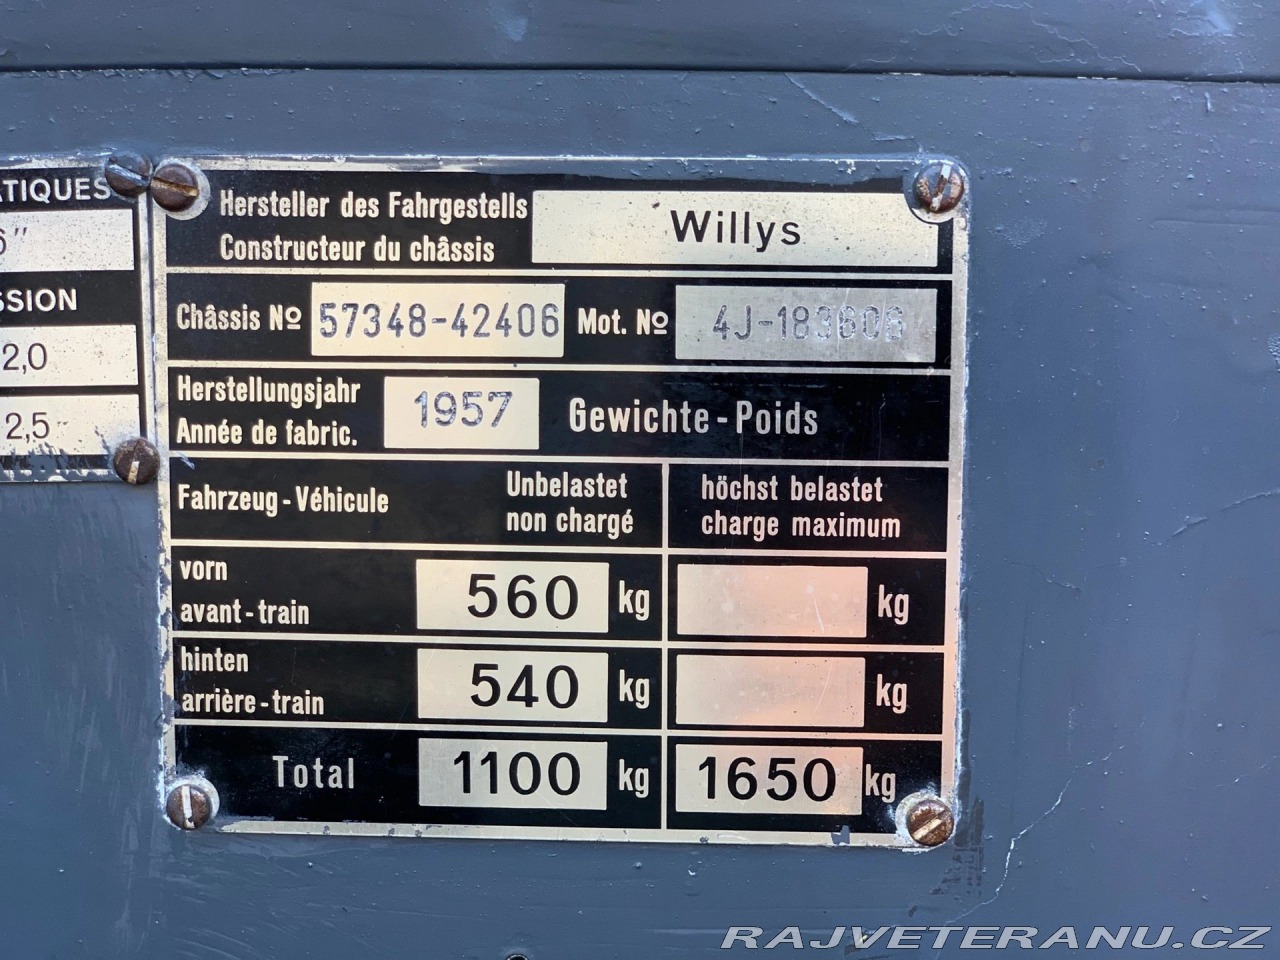 ATIQUES
6"
SSION
2,0
2,5
Hersteller des Fahrgestells
Constructeur du châssis
Willys
Châssis Nº 57348-42406 Mot. Nº 4J-183606
Herstellungsjahr
Année de fabric.
1957 Gewichte-Poids
Fahrzeug-Véhicule
Unbelastet
non chargé
höchst belastet
charge maximum
vorn
avant-train
560 kg kg
hinten
arrière-train
540 kg kg
Total 1100 kg 1650 kg
RAJVETERANU.CZ